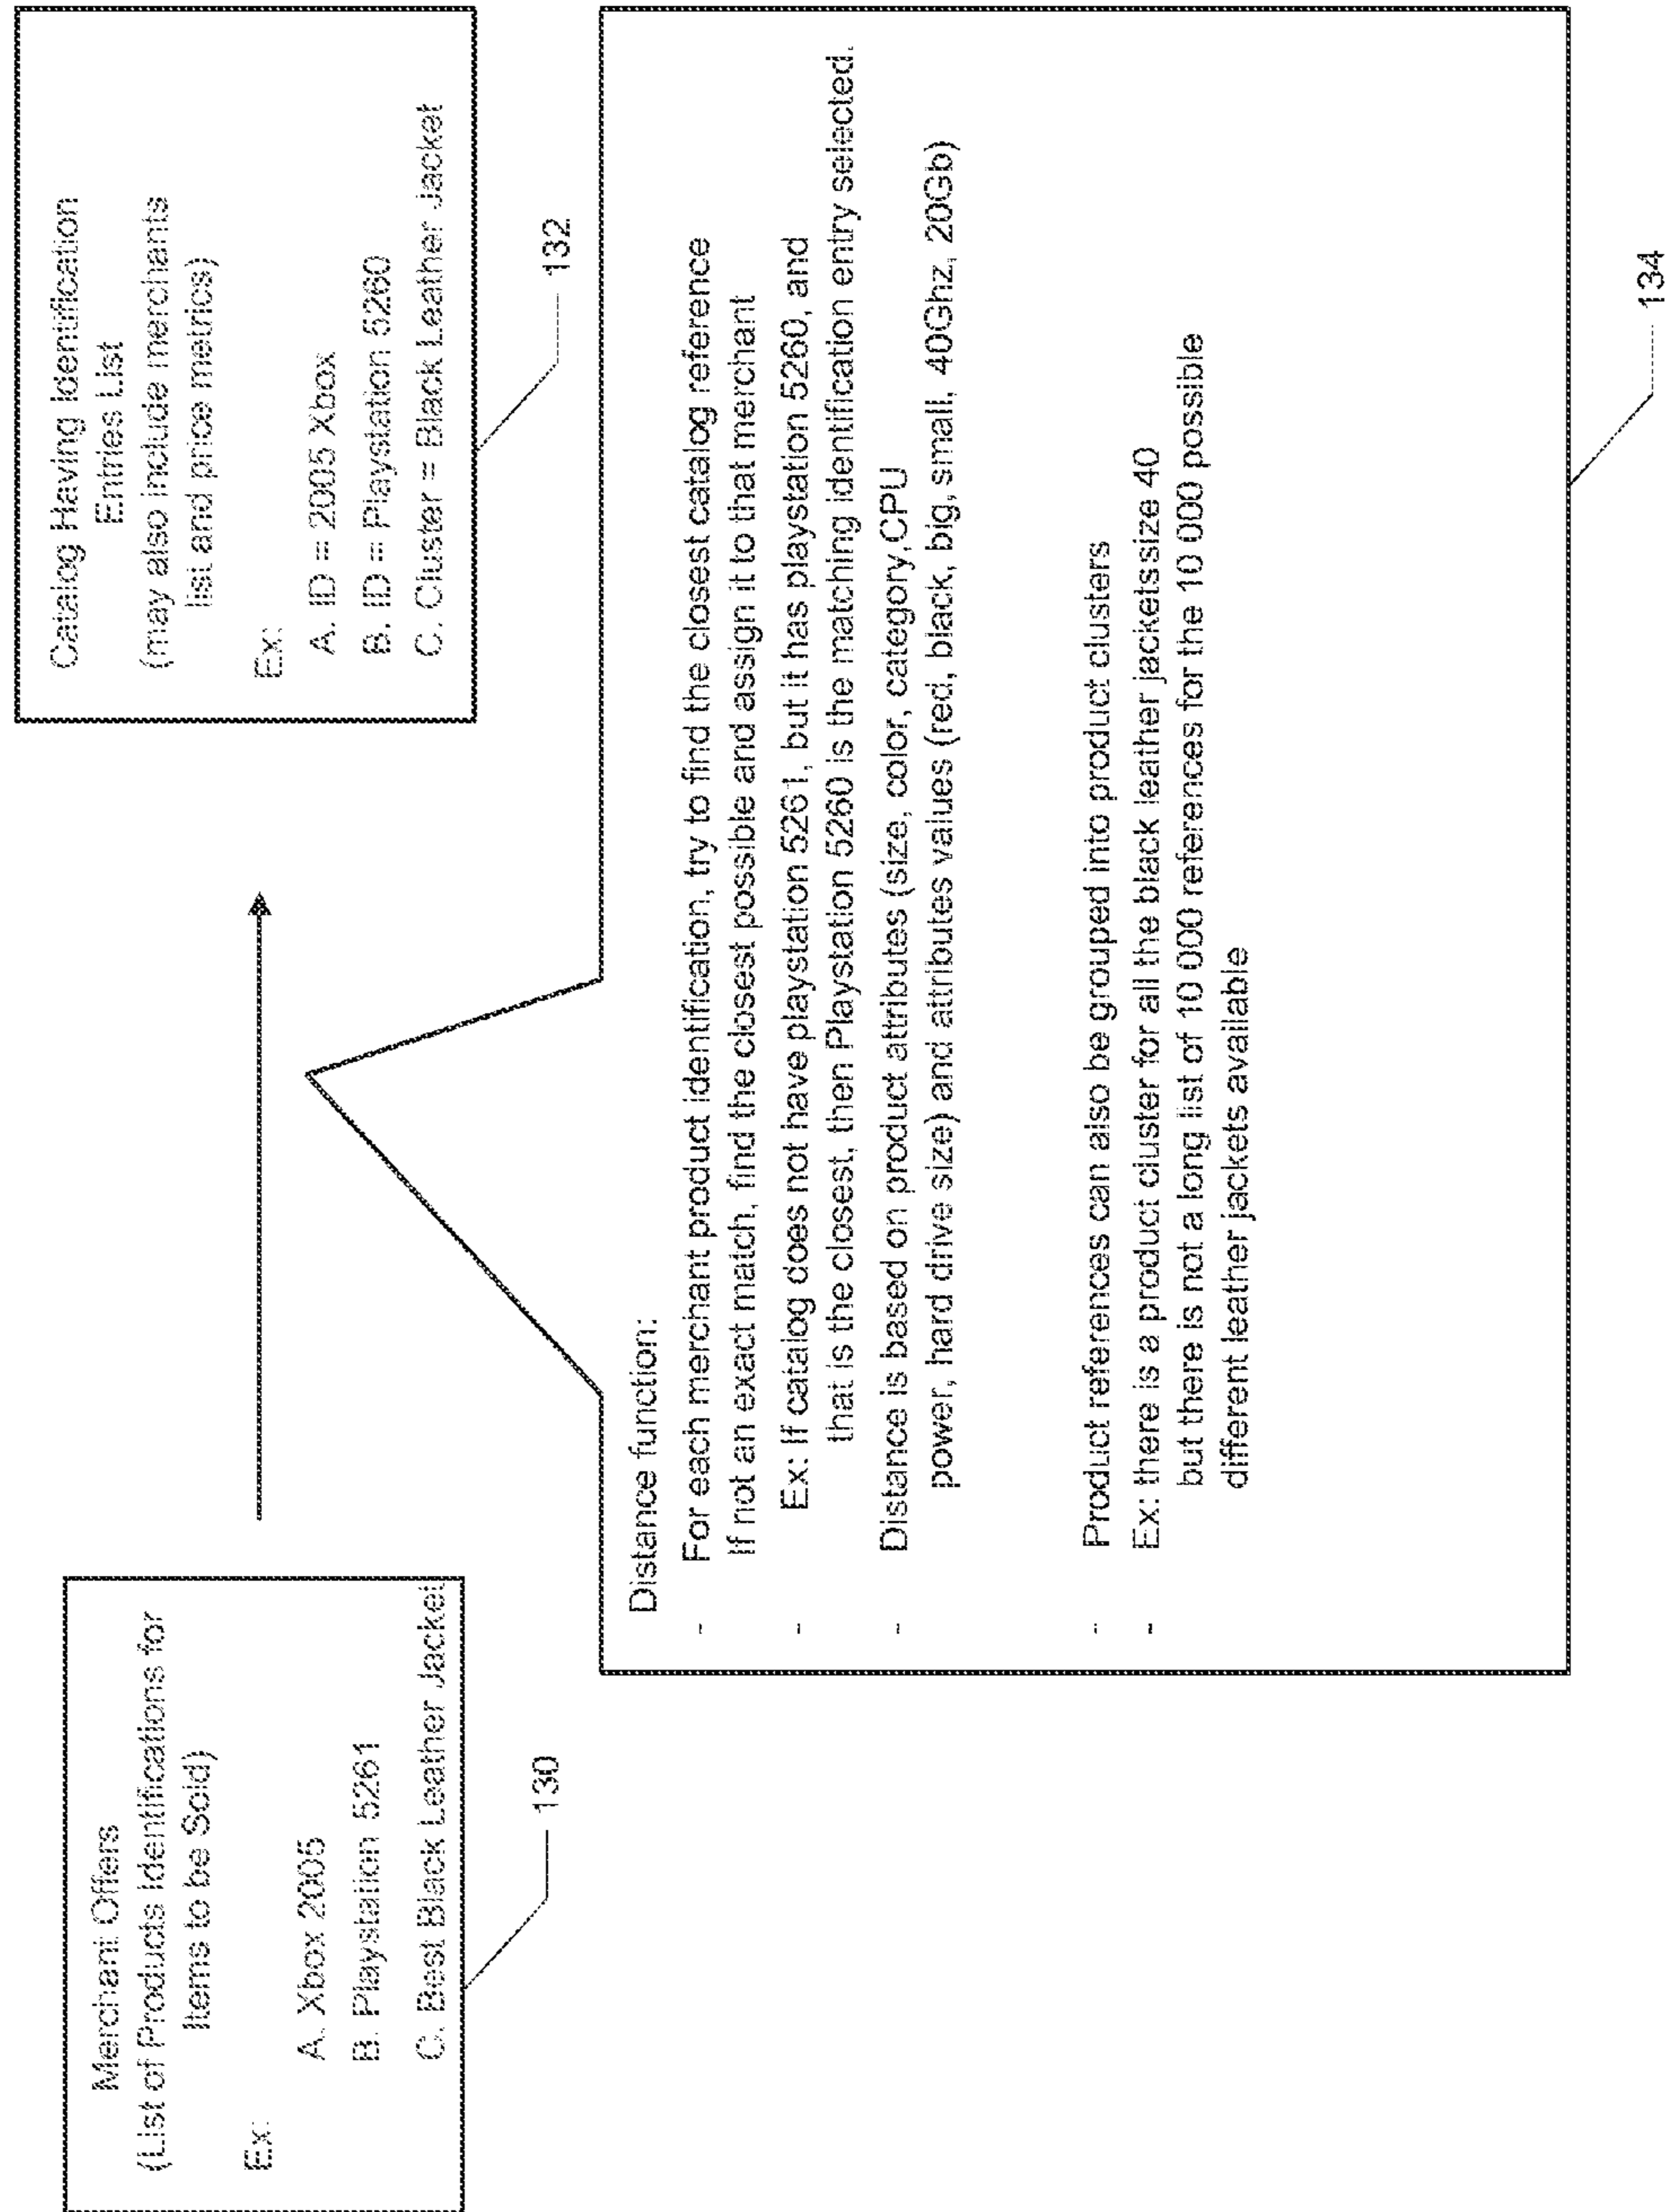 Merchant Offers
(List of Products Identifications for
Items to be Sold)
Ex:
A. Xbox 2005
B. Playstation 5261
C. Best Black Leather Jacket
130
Catalog Having Identification
Entries List
(may also include merchants
list and price metrics)
Ex:
A. ID = 2005 Xbox
B. ID = Playstation 5260
C. Cluster = Black Leather Jacket
132
Distance function:
- For each merchant product identification, try to find the closest catalog reference
If not an exact match, find the closest possible and assign it to that merchant
- Ex: If catalog does not have playstation 5261, but it has playstation 5260, and
that is the closest, then Playstation 5260 is the matching identification entry selected.
- Distance is based on product attributes (size, color, category,CPU
power, hard drive size) and attributes values (red, black, big, small, 40Ghz, 20Gb)
- Product references can also be grouped into product clusters
- Ex: there is a product cluster for all the black leather jackets size 40
but there is not a long list of 10 000 references for the 10 000 possible
different leather jackets available
134